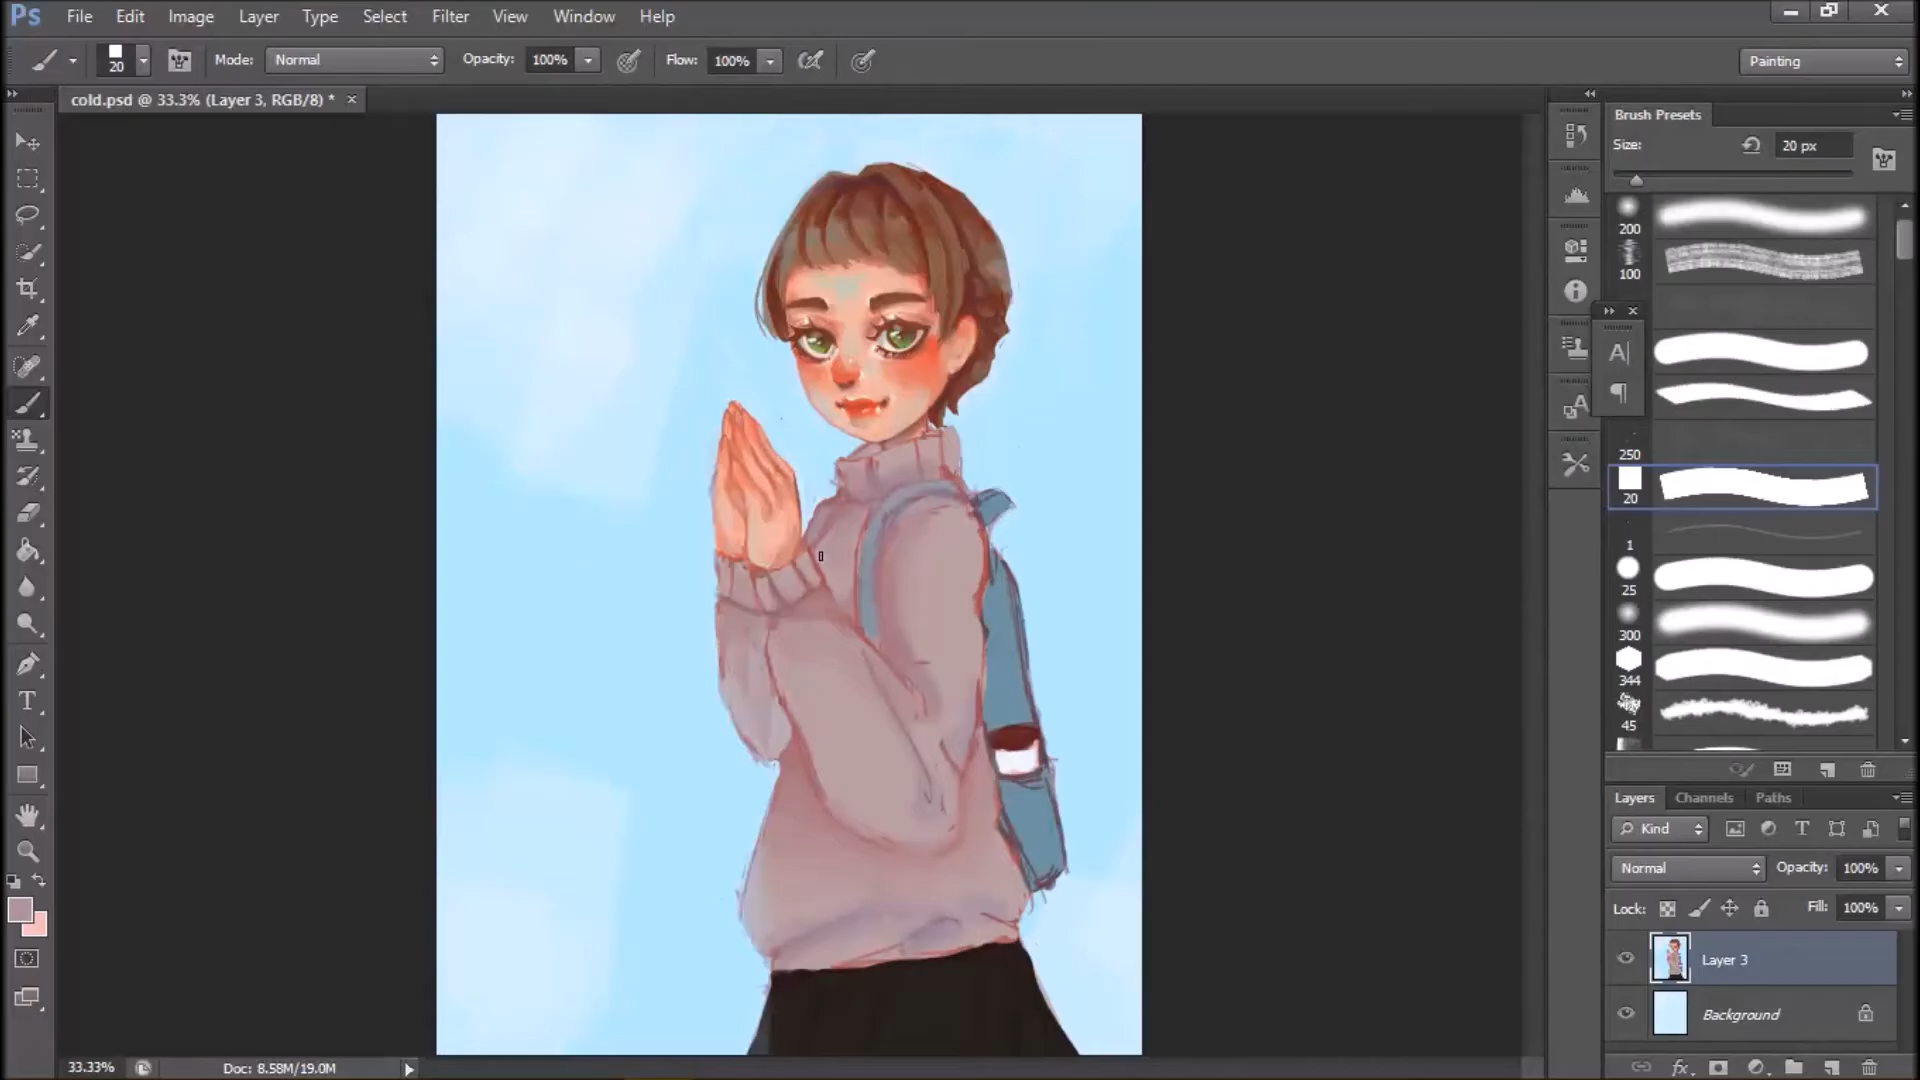 Ps File Edit Image Layer Type Select Filter View Window Help
20 Mode: Normal Opacity: 100% Flow: 100% Painting
cold.psd @ 33.3% (Layer 3, RGB/8) *
Brush Presets
Size: 20 px
200
100
250
20
1
25
300
344
45
Layers Channels Paths
Kind
Normal Opacity: 100%
Lock: Fill: 100%
Layer 3
Background
33.33% Doc: 8.58M/19.0M